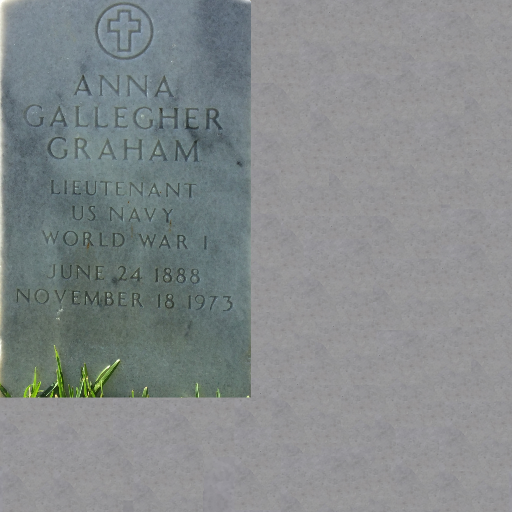 ANNA
GALLEGHER
GRAHAM
LIEUTENANT
US NAVY
WORLD WAR I
JUNE 24 1888
NOVEMBER 18 1973